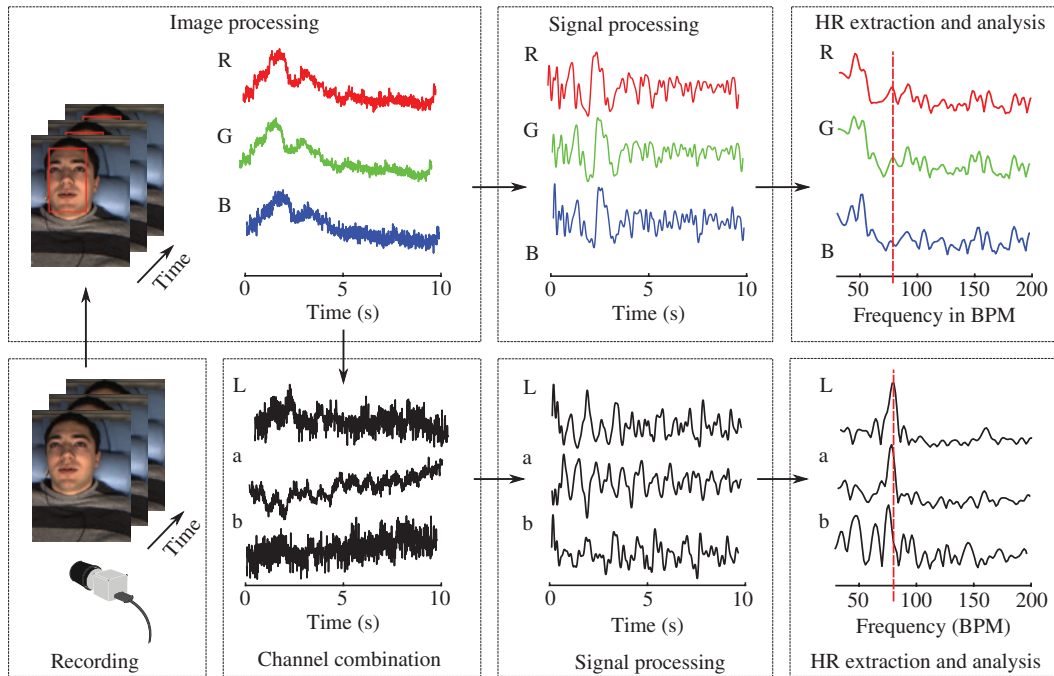 Image processing
R
G
B
Time
0 5 10
Time (s)
Signal processing
R
G
B
0 5 10
Time (s)
HR extraction and analysis
R
G
B
50 100 150 200
Frequency in BPM
Time
Recording
L
a
b
0 5 10
Time (s)
Channel combination
L
a
b
0 5 10
Time (s)
Signal processing
L
a
b
50 100 150 200
Frequency (BPM)
HR extraction and analysis